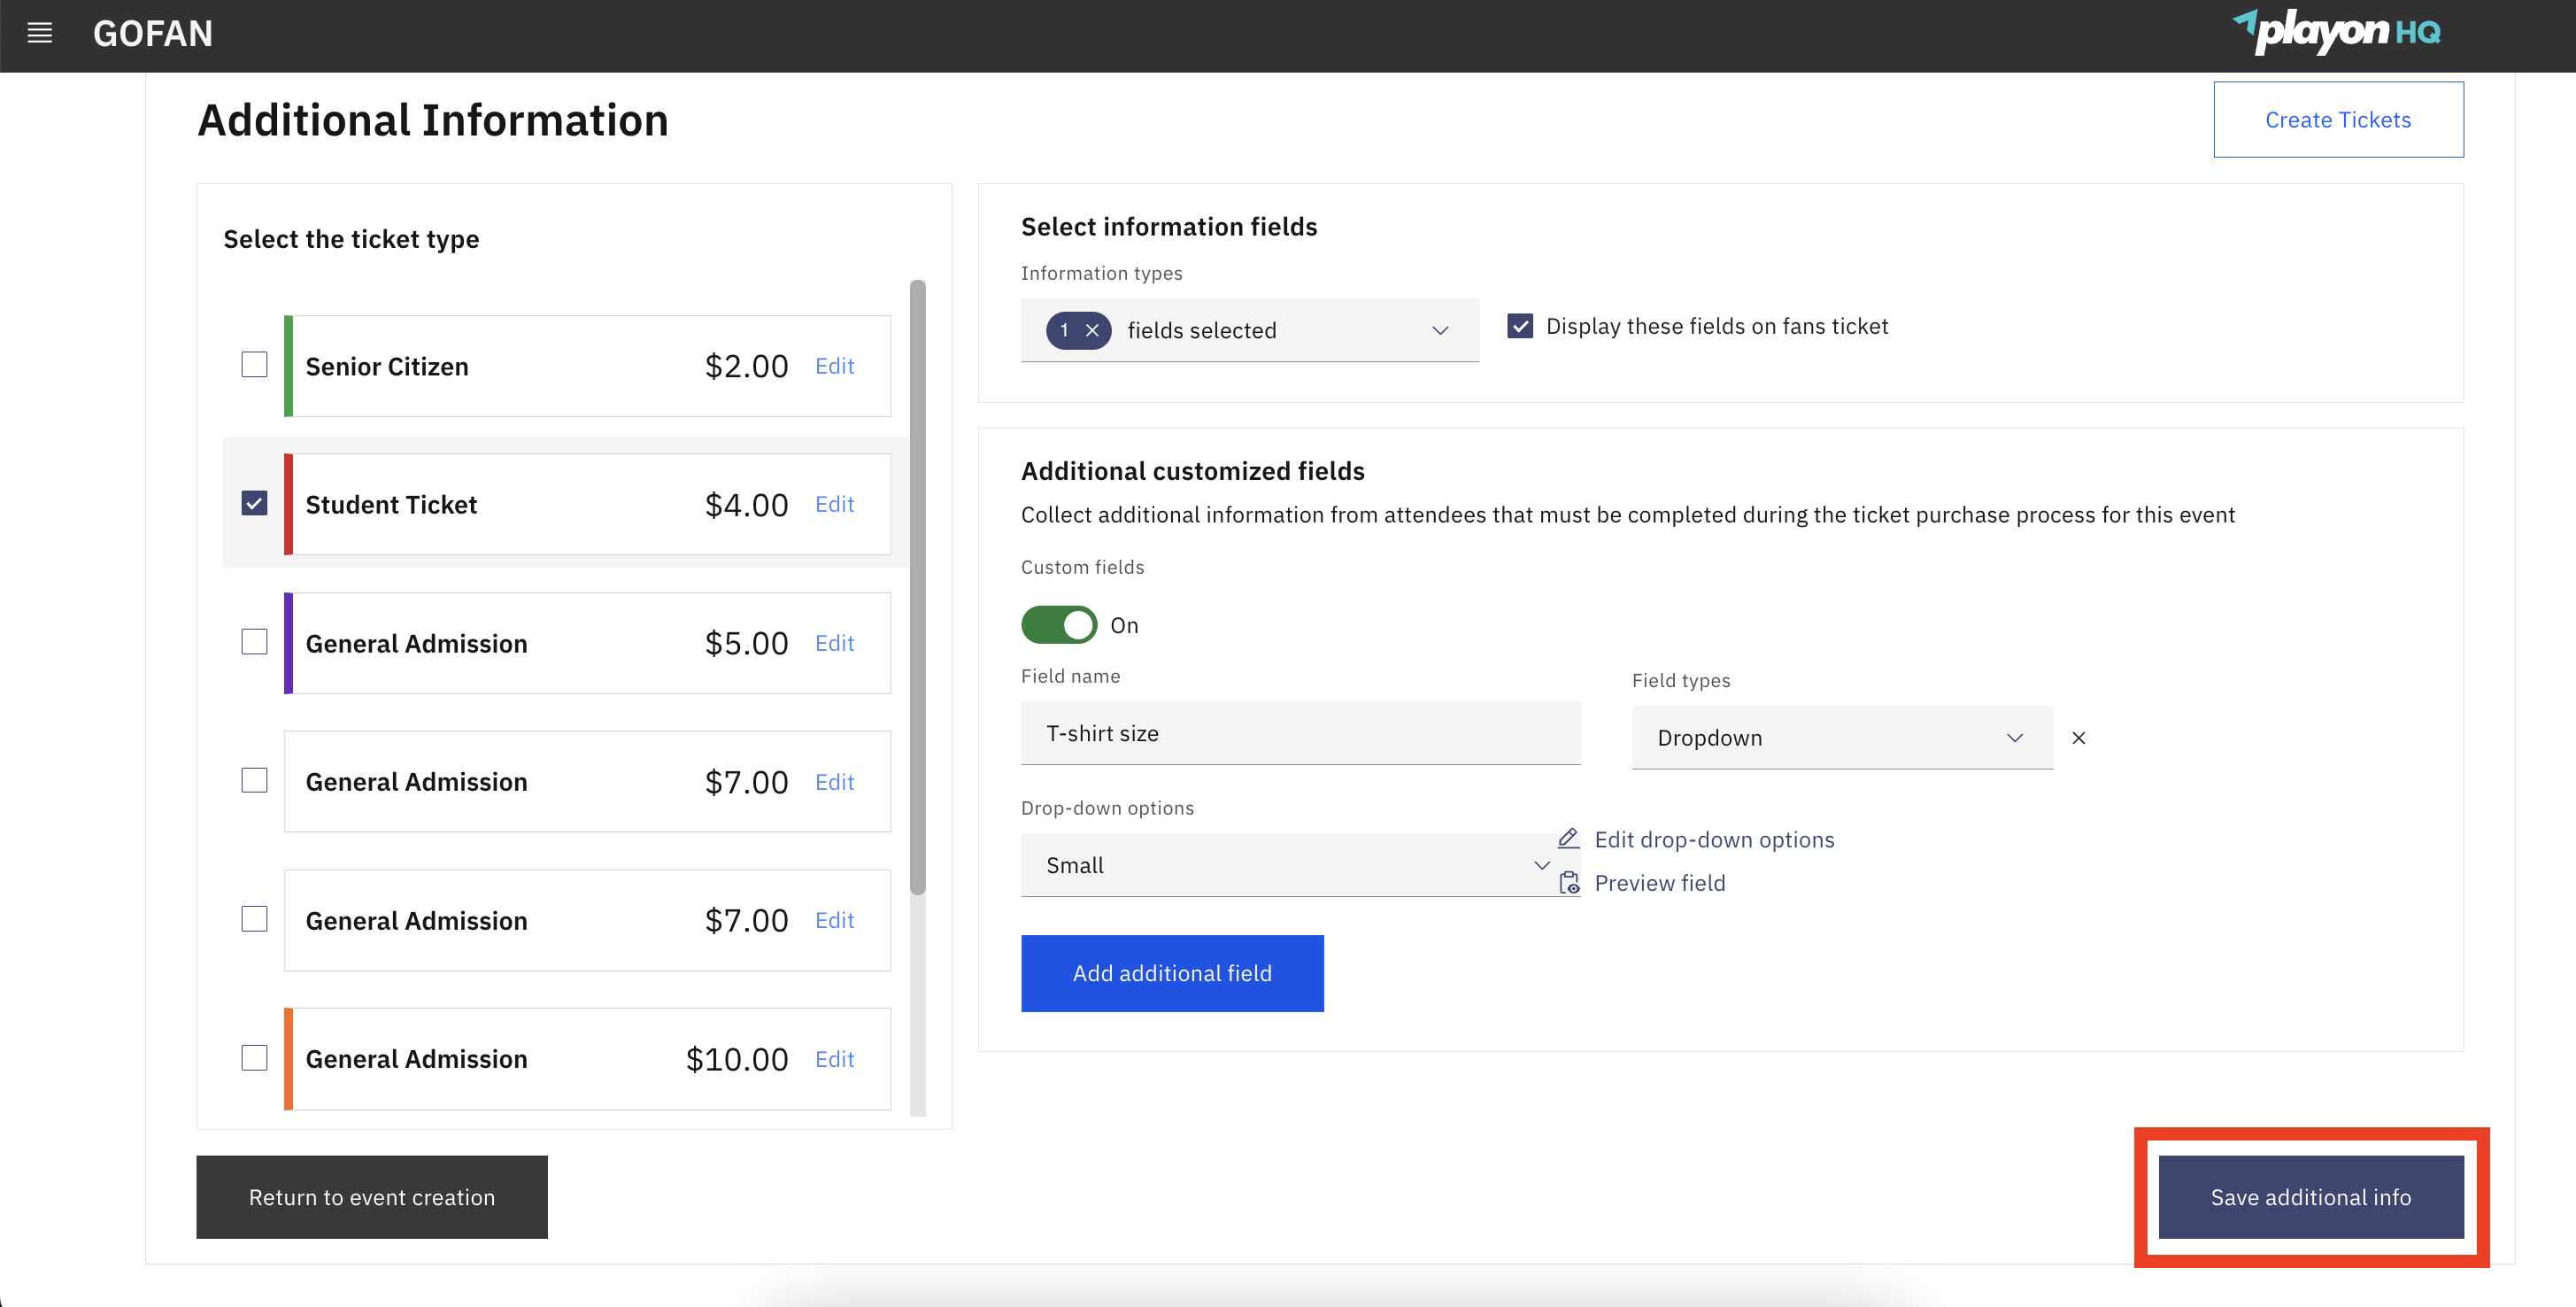 GOFAN
playon HQ
Additional Information
Create Tickets
Select the ticket type
Senior Citizen $2.00 Edit
Student Ticket $4.00 Edit
General Admission $5.00 Edit
General Admission $7.00 Edit
General Admission $7.00 Edit
General Admission $10.00 Edit
Select information fields
Information types
1 fields selected
Display these fields on fans ticket
Additional customized fields
Collect additional information from attendees that must be completed during the ticket purchase process for this event
Custom fields
On
Field name
Field types
T-shirt size
Dropdown
Drop-down options
Small
Edit drop-down options
Preview field
Add additional field
Return to event creation
Save additional info